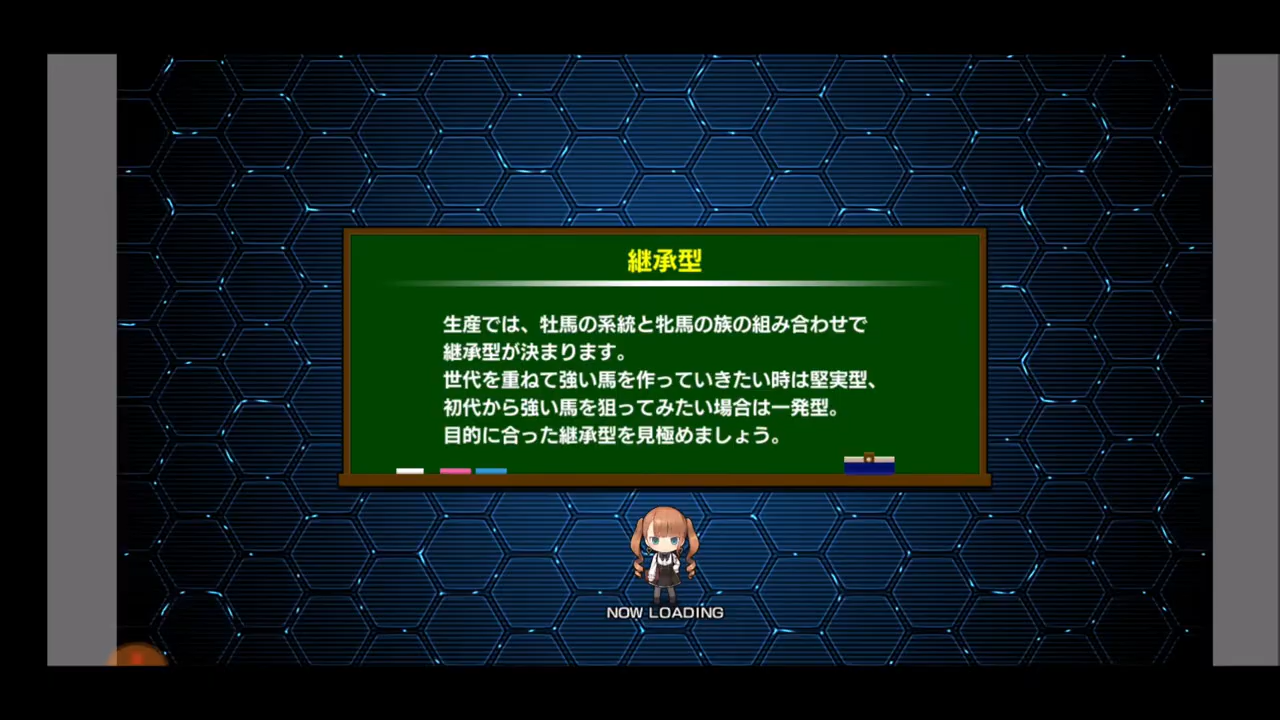 継承型
生産では、牡馬の系統と牝馬の族の組み合わせで
継承型が決まります。
世代を重ねて強い馬を作っていきたい時は堅実型、
初代から強い馬を狙ってみたい場合は一発型。
目的に合った継承型を見極めましょう。
NOW LOADING